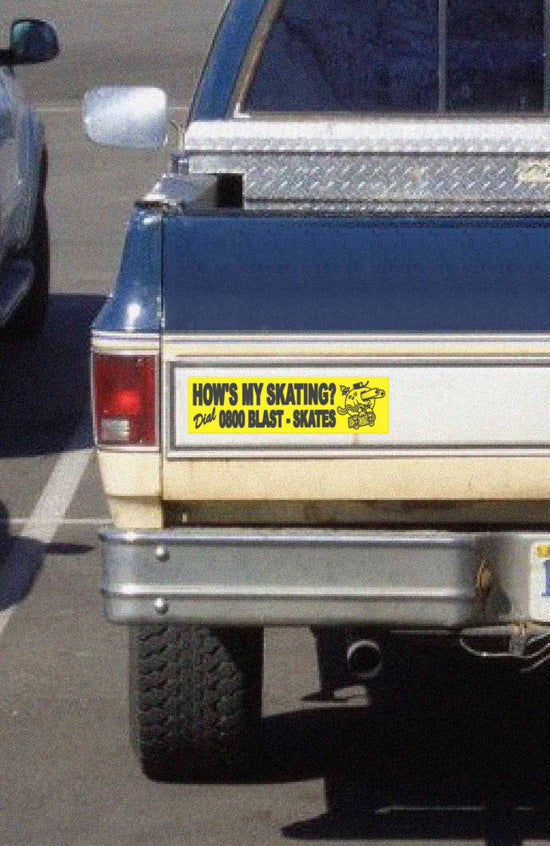 HOW'S MY SKATING?
Dial 0800 BLAST - SKATES